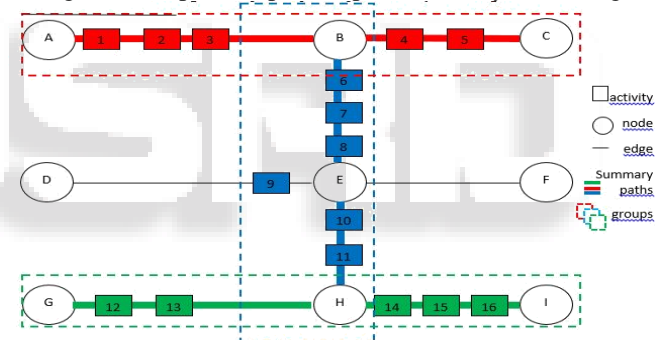 A 1 2 3 B 4 5 C
6
7
8
D 9 E F
10
11
G 12 13 H 14 15 16 I
activity
node
edge
Summary
paths
groups